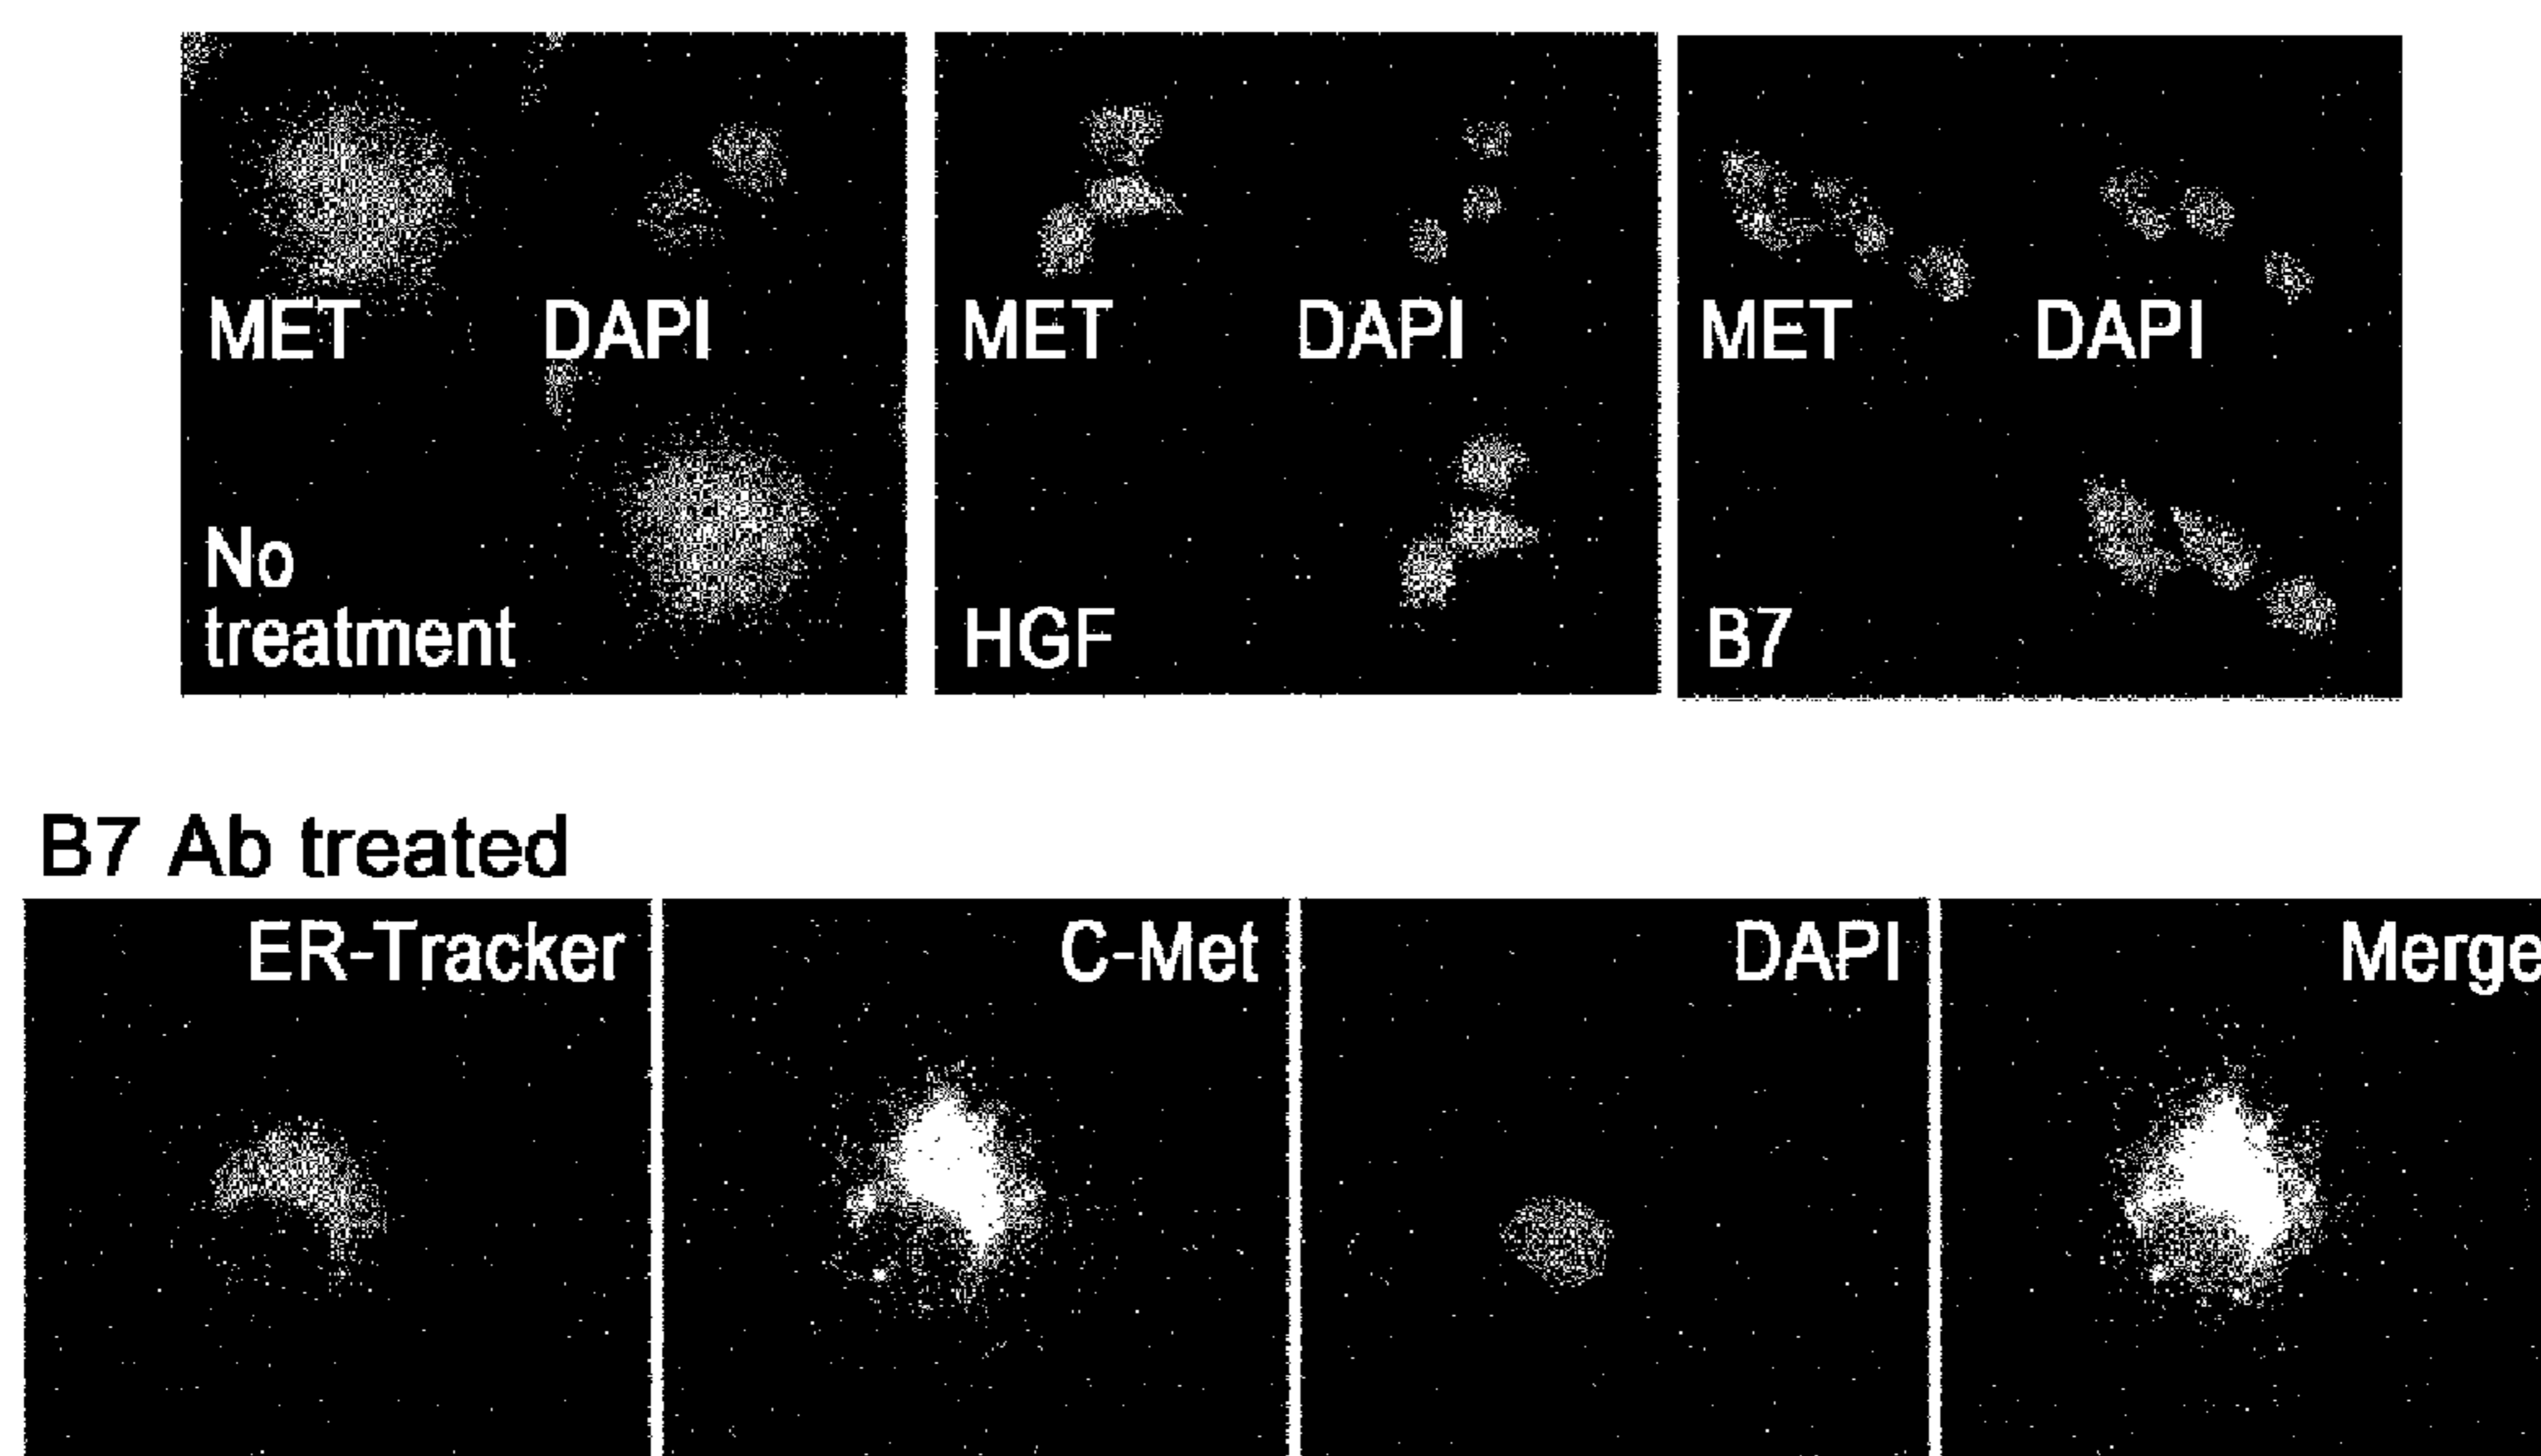 MET DAPI
No
treatment
MET DAPI
HGF
MET DAPI
B7
B7 Ab treated
ER-Tracker
C-Met
DAPI
Merge